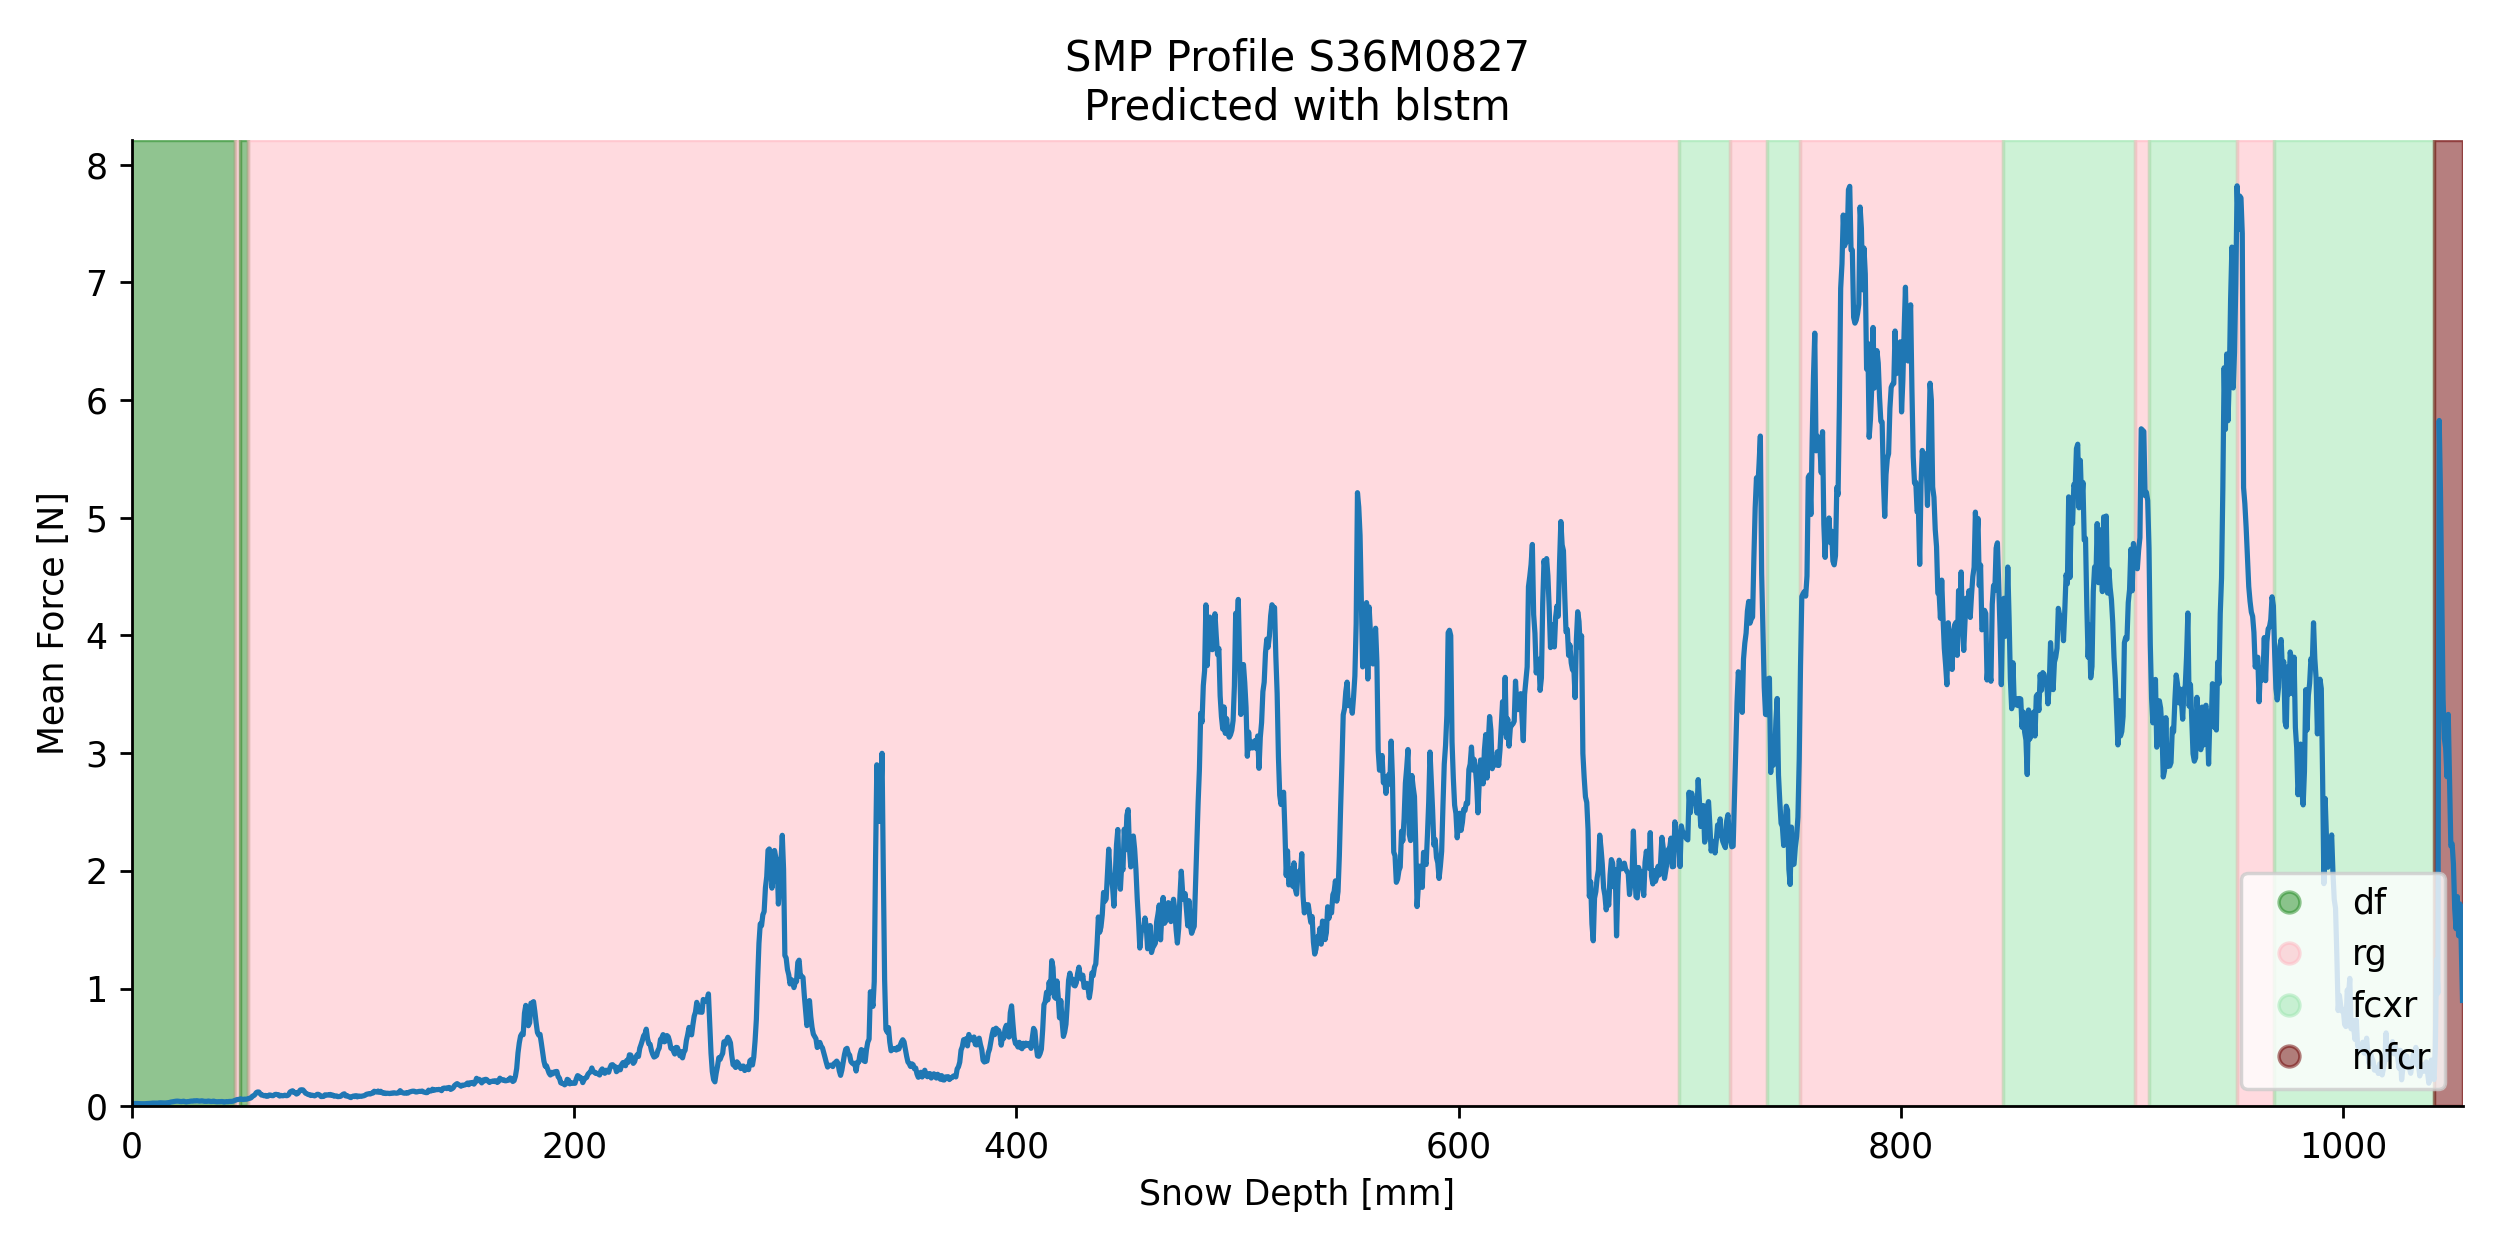 SMP Profile S36M0827
Predicted with blstm
8
7
6
5
4
3
2
1
0
Mean Force [N]
df
rg
fcxr
mfcr
0 200 400 600 800 1000
Snow Depth [mm]